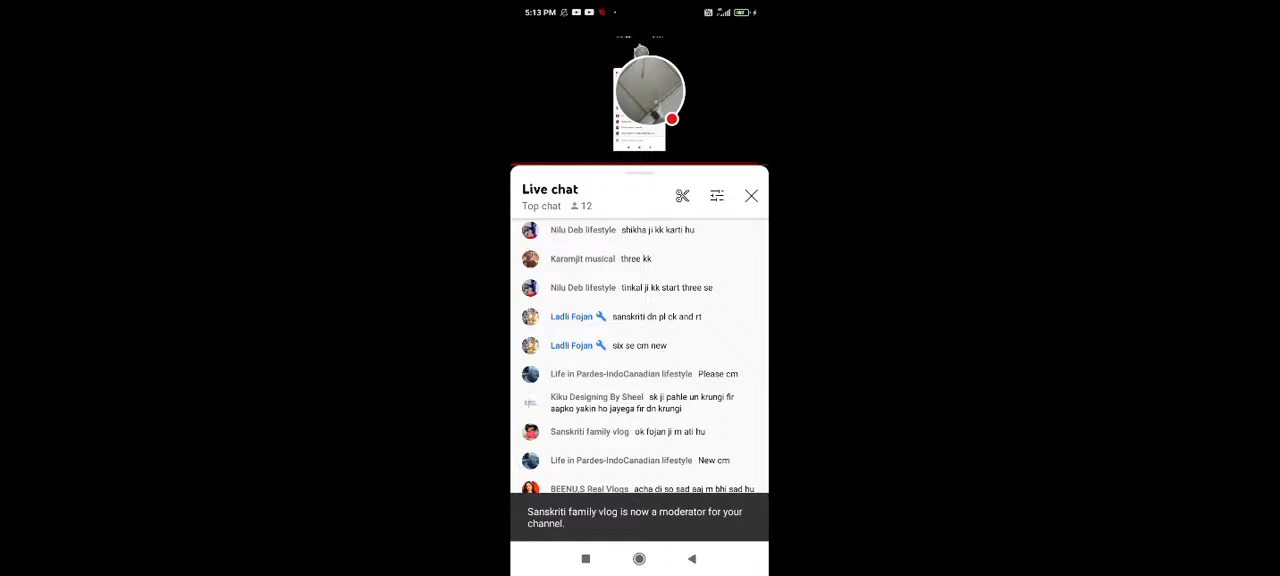 5:13 PM
Live chat
Top chat 12
Nilu Deb lifestyle shikha ji kk karti hu
Karamjit musical three kk
Nilu Deb lifestyle tinkal ji kk start three se
Ladli Fojan sanskriti dn pl ck and rt
Ladli Fojan six se cm new
Life in Pardes-IndoCanadian lifestyle Please cm
Kiku Designing By Sheel sk ji pahle un krungi fir
aapko yakin ho jayega fir dn krungi
Sanskriti family vlog ok fojan ji m ati hu
Life in Pardes-IndoCanadian lifestyle New cm
BEENU,S Real Vlogs acha di so sad aaj m bhi sad hu
Sanskriti family vlog is now a moderator for your
channel.